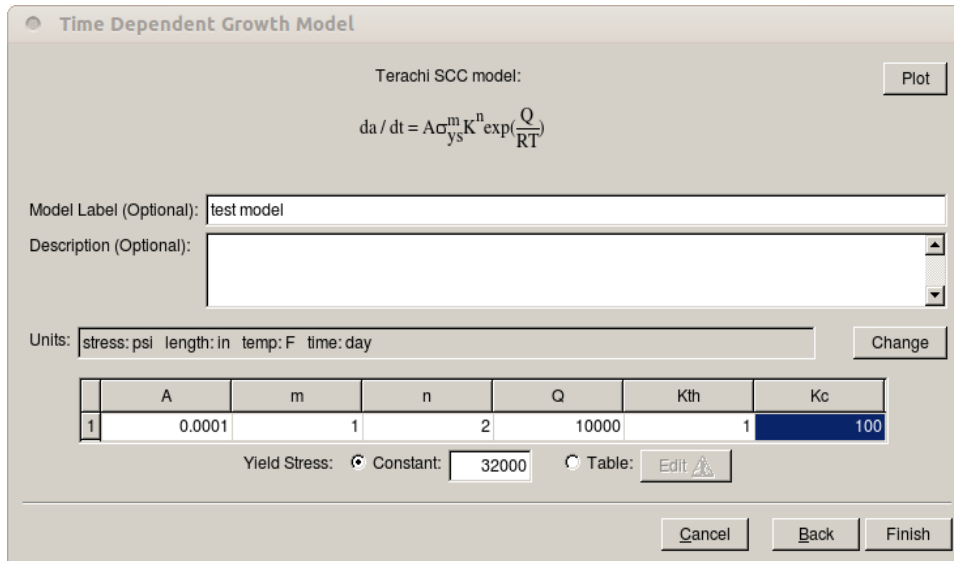 Time Dependent Growth Model
Terachi SCC model:
Plot
da / dt = Aσ_ys^m K^n exp(Q/RT)
Model Label (Optional): test model
Description (Optional):
Units: stress: psi length: in temp: F time: day
Change
A m n Q Kth Kc
1 0.0001 1 2 10000 1 100
Yield Stress: Constant: 32000 Table: Edit
Cancel Back Finish